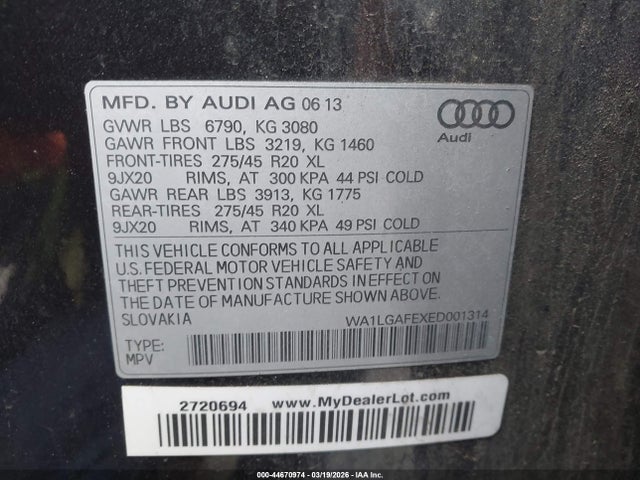 MFD. BY AUDI AG 06 13
GVWR LBS 6790, KG 3080
GAWR FRONT LBS 3219, KG 1460
FRONT-TIRES 275/45 R20 XL
9JX20 RIMS, AT 300 KPA 44 PSI COLD
GAWR REAR LBS 3913, KG 1775
REAR-TIRES 275/45 R20 XL
9JX20 RIMS, AT 340 KPA 49 PSI COLD
Audi
THIS VEHICLE CONFORMS TO ALL APPLICABLE
U.S. FEDERAL MOTOR VEHICLE SAFETY AND
THEFT PREVENTION STANDARDS IN EFFECT ON
THE DATE OF MANUFACTURE SHOWN ABOVE.
SLOVAKIA WA1LGAFEXED001314
TYPE:
MPV
2720694 www.MyDealerLot.com
000-44670974 - 03/19/2026 - IAA Inc.